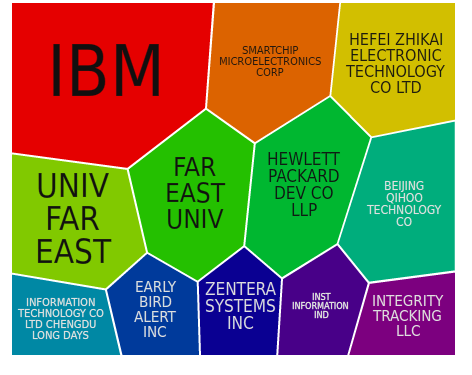 IBM
SMARTCHIP
MICROELECTRONICS
CORP
HEFEI ZHIKAI
ELECTRONIC
TECHNOLOGY
CO LTD
UNIV
FAR
EAST
FAR
EAST
UNIV
HEWLETT
PACKARD
DEV CO
LLP
BEIJING
QIHOO
TECHNOLOGY
CO
INFORMATION
TECHNOLOGY CO
LTD CHENGDU
LONG DAYS
EARLY
BIRD
ALERT
INC
ZENTERA
SYSTEMS
INC
INST
INFORMATION
IND
INTEGRITY
TRACKING
LLC